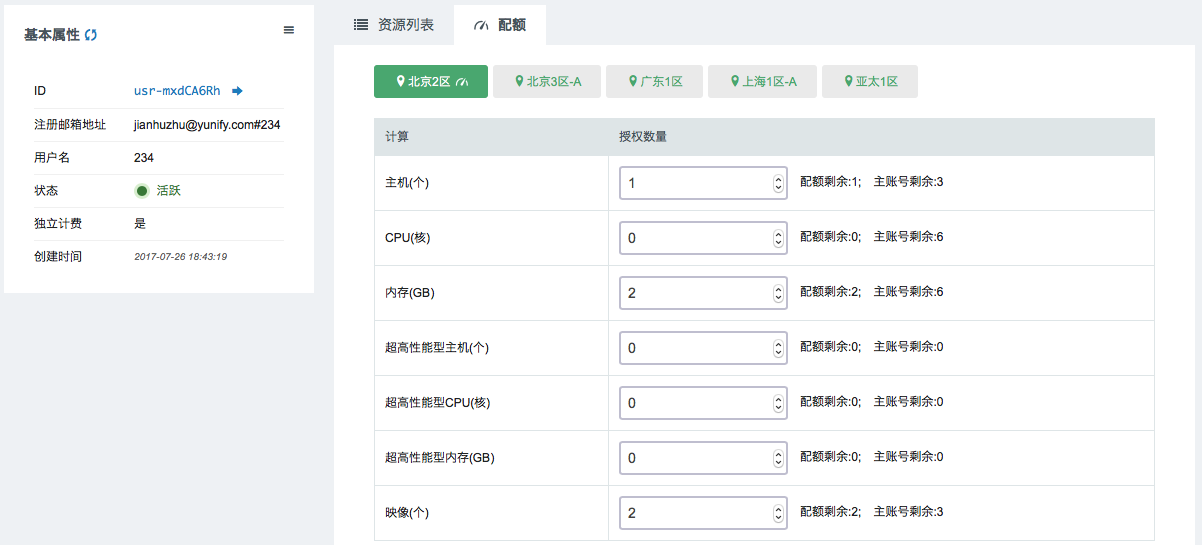 基本属性
ID usr-mxdCA6Rh
注册邮箱地址 jianhuzhu@yunify.com#234
用户名 234
状态 活跃
独立计费 是
创建时间 2017-07-26 18:43:19
资源列表 配额
北京2区 北京3区-A 广东1区 上海1区-A 亚太1区
计算 授权数量
主机(个) 1 配额剩余:1; 主账号剩余:3
CPU(核) 0 配额剩余:0; 主账号剩余:6
内存(GB) 2 配额剩余:2; 主账号剩余:6
超高性能型主机(个) 0 配额剩余:0; 主账号剩余:0
超高性能型CPU(核) 0 配额剩余:0; 主账号剩余:0
超高性能型内存(GB) 0 配额剩余:0; 主账号剩余:0
映像(个) 2 配额剩余:2; 主账号剩余:3